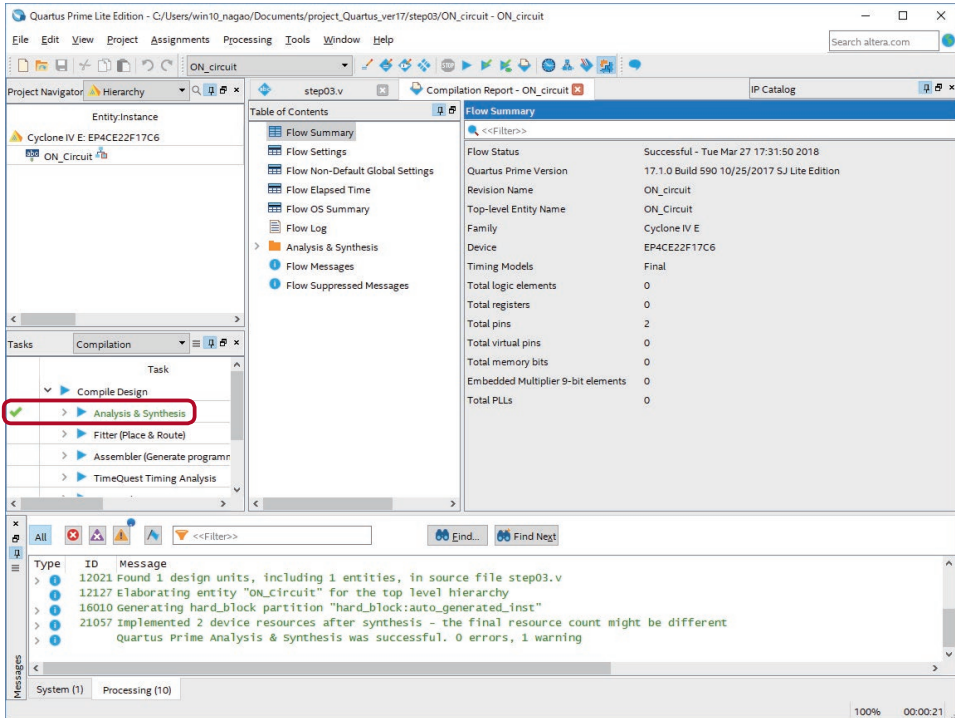 Quartus Prime Lite Edition - C:/Users/win10_nagao/Documents/project_Quartus_ver17/step03/ON_circuit - ON_circuit
File Edit View Project Assignments Processing Tools Window Help
Search altera.com
ON_circuit
Project Navigator Hierarchy
Entity:Instance
Cyclone IV E: EP4CE22F17C6
ON_Circuit
step03.v
Compilation Report - ON_circuit
IP Catalog
Table of Contents
Flow Summary
Flow Settings
Flow Non-Default Global Settings
Flow Elapsed Time
Flow OS Summary
Flow Log
Analysis & Synthesis
Flow Messages
Flow Suppressed Messages
Flow Summary
<<Filter>>
Flow Status Successful - Tue Mar 27 17:31:50 2018
Quartus Prime Version 17.1.0 Build 590 10/25/2017 SJ Lite Edition
Revision Name ON_circuit
Top-level Entity Name ON_Circuit
Family Cyclone IV E
Device EP4CE22F17C6
Timing Models Final
Total logic elements 0
Total registers 0
Total pins 2
Total virtual pins 0
Total memory bits 0
Embedded Multiplier 9-bit elements 0
Total PLLs 0
Tasks Compilation
Task
Compile Design
Analysis & Synthesis
Fitter (Place & Route)
Assembler (Generate programm
TimeQuest Timing Analysis
All
<<Filter>>
Find... Find Next
Type ID Message
12021 Found 1 design units, including 1 entities, in source file step03.v
12127 Elaborating entity "ON_Circuit" for the top level hierarchy
16010 Generating hard_block partition "hard_block:auto_generated_inst"
21057 Implemented 2 device resources after synthesis - the final resource count might be different
Quartus Prime Analysis & Synthesis was successful. 0 errors, 1 warning
Messages
System (1) Processing (10)
100% 00:00:21